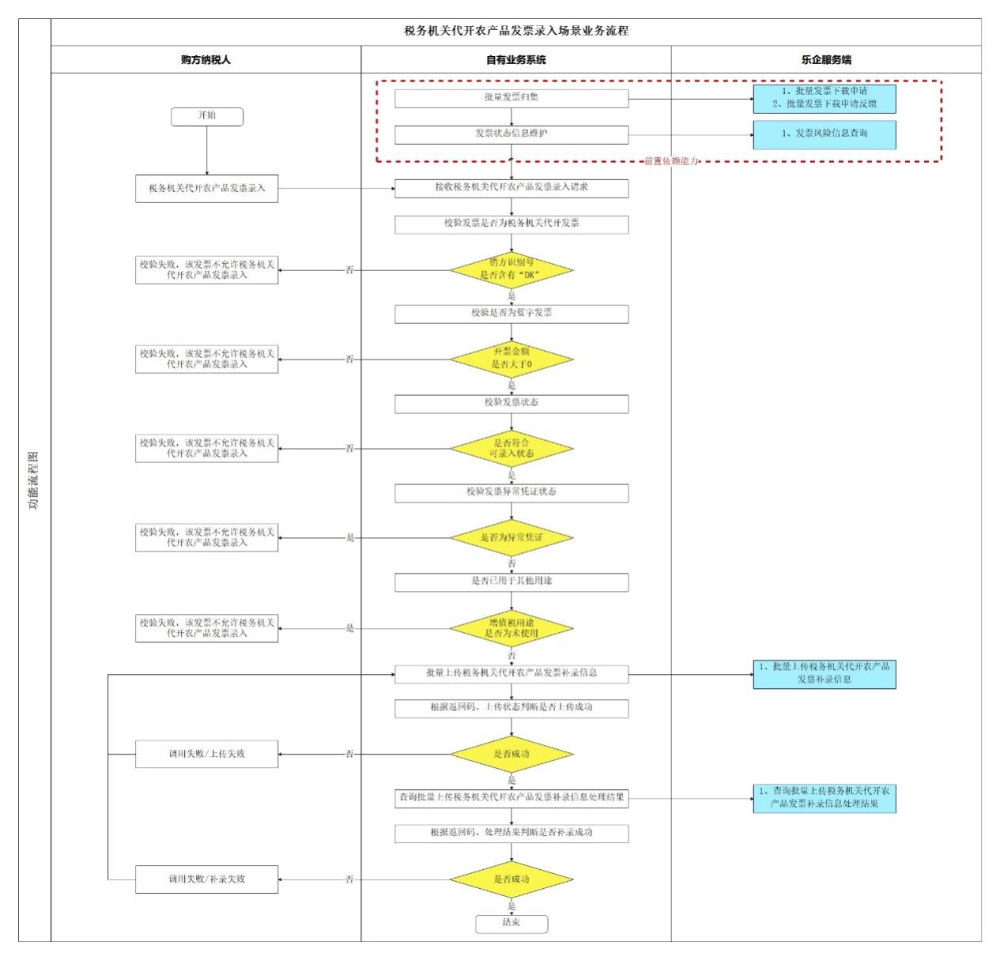 税务机关代开农产品发票录入场景业务流程
购方纳税人
自有业务系统
乐企服务端
功能流程图
批量发票归集
1、批量发票下载申请
2、批量发票下载申请反馈
开始
发票状态信息维护
1、发票风险信息查询
前置依赖能力
税务机关代开农产品发票录入
接收税务机关代开农产品发票录入请求
校验发票是否为税务机关代开发票
校验失败，该发票不允许税务机关
代开农产品发票录入
否
销方识别号
是否含有“DK”
是
校验是否为蓝字发票
校验失败，该发票不允许税务机关
代开农产品发票录入
否
开票金额
是否大于0
是
校验发票状态
校验失败，该发票不允许税务机关
代开农产品发票录入
否
是否符合
可录入状态
是
校验发票异常凭证状态
校验失败，该发票不允许税务机关
代开农产品发票录入
是
是否为异常凭证
否
是否已用于其他用途
校验失败，该发票不允许税务机关
代开农产品发票录入
是
增值税用途
是否为未使用
否
批量上传税务机关代开农产品发票补录信息
1、批量上传税务机关代开农产品
发票补录信息
根据返回码、上传状态判断是否上传成功
调用失败/上传失败
否
是否成功
是
查询批量上传税务机关代开农产品发票补录信息处理结果
1、查询批量上传税务机关代开农
产品发票补录信息处理结果
根据返回码、处理结果判断是否补录成功
调用失败/补录失败
否
是否成功
是
结束